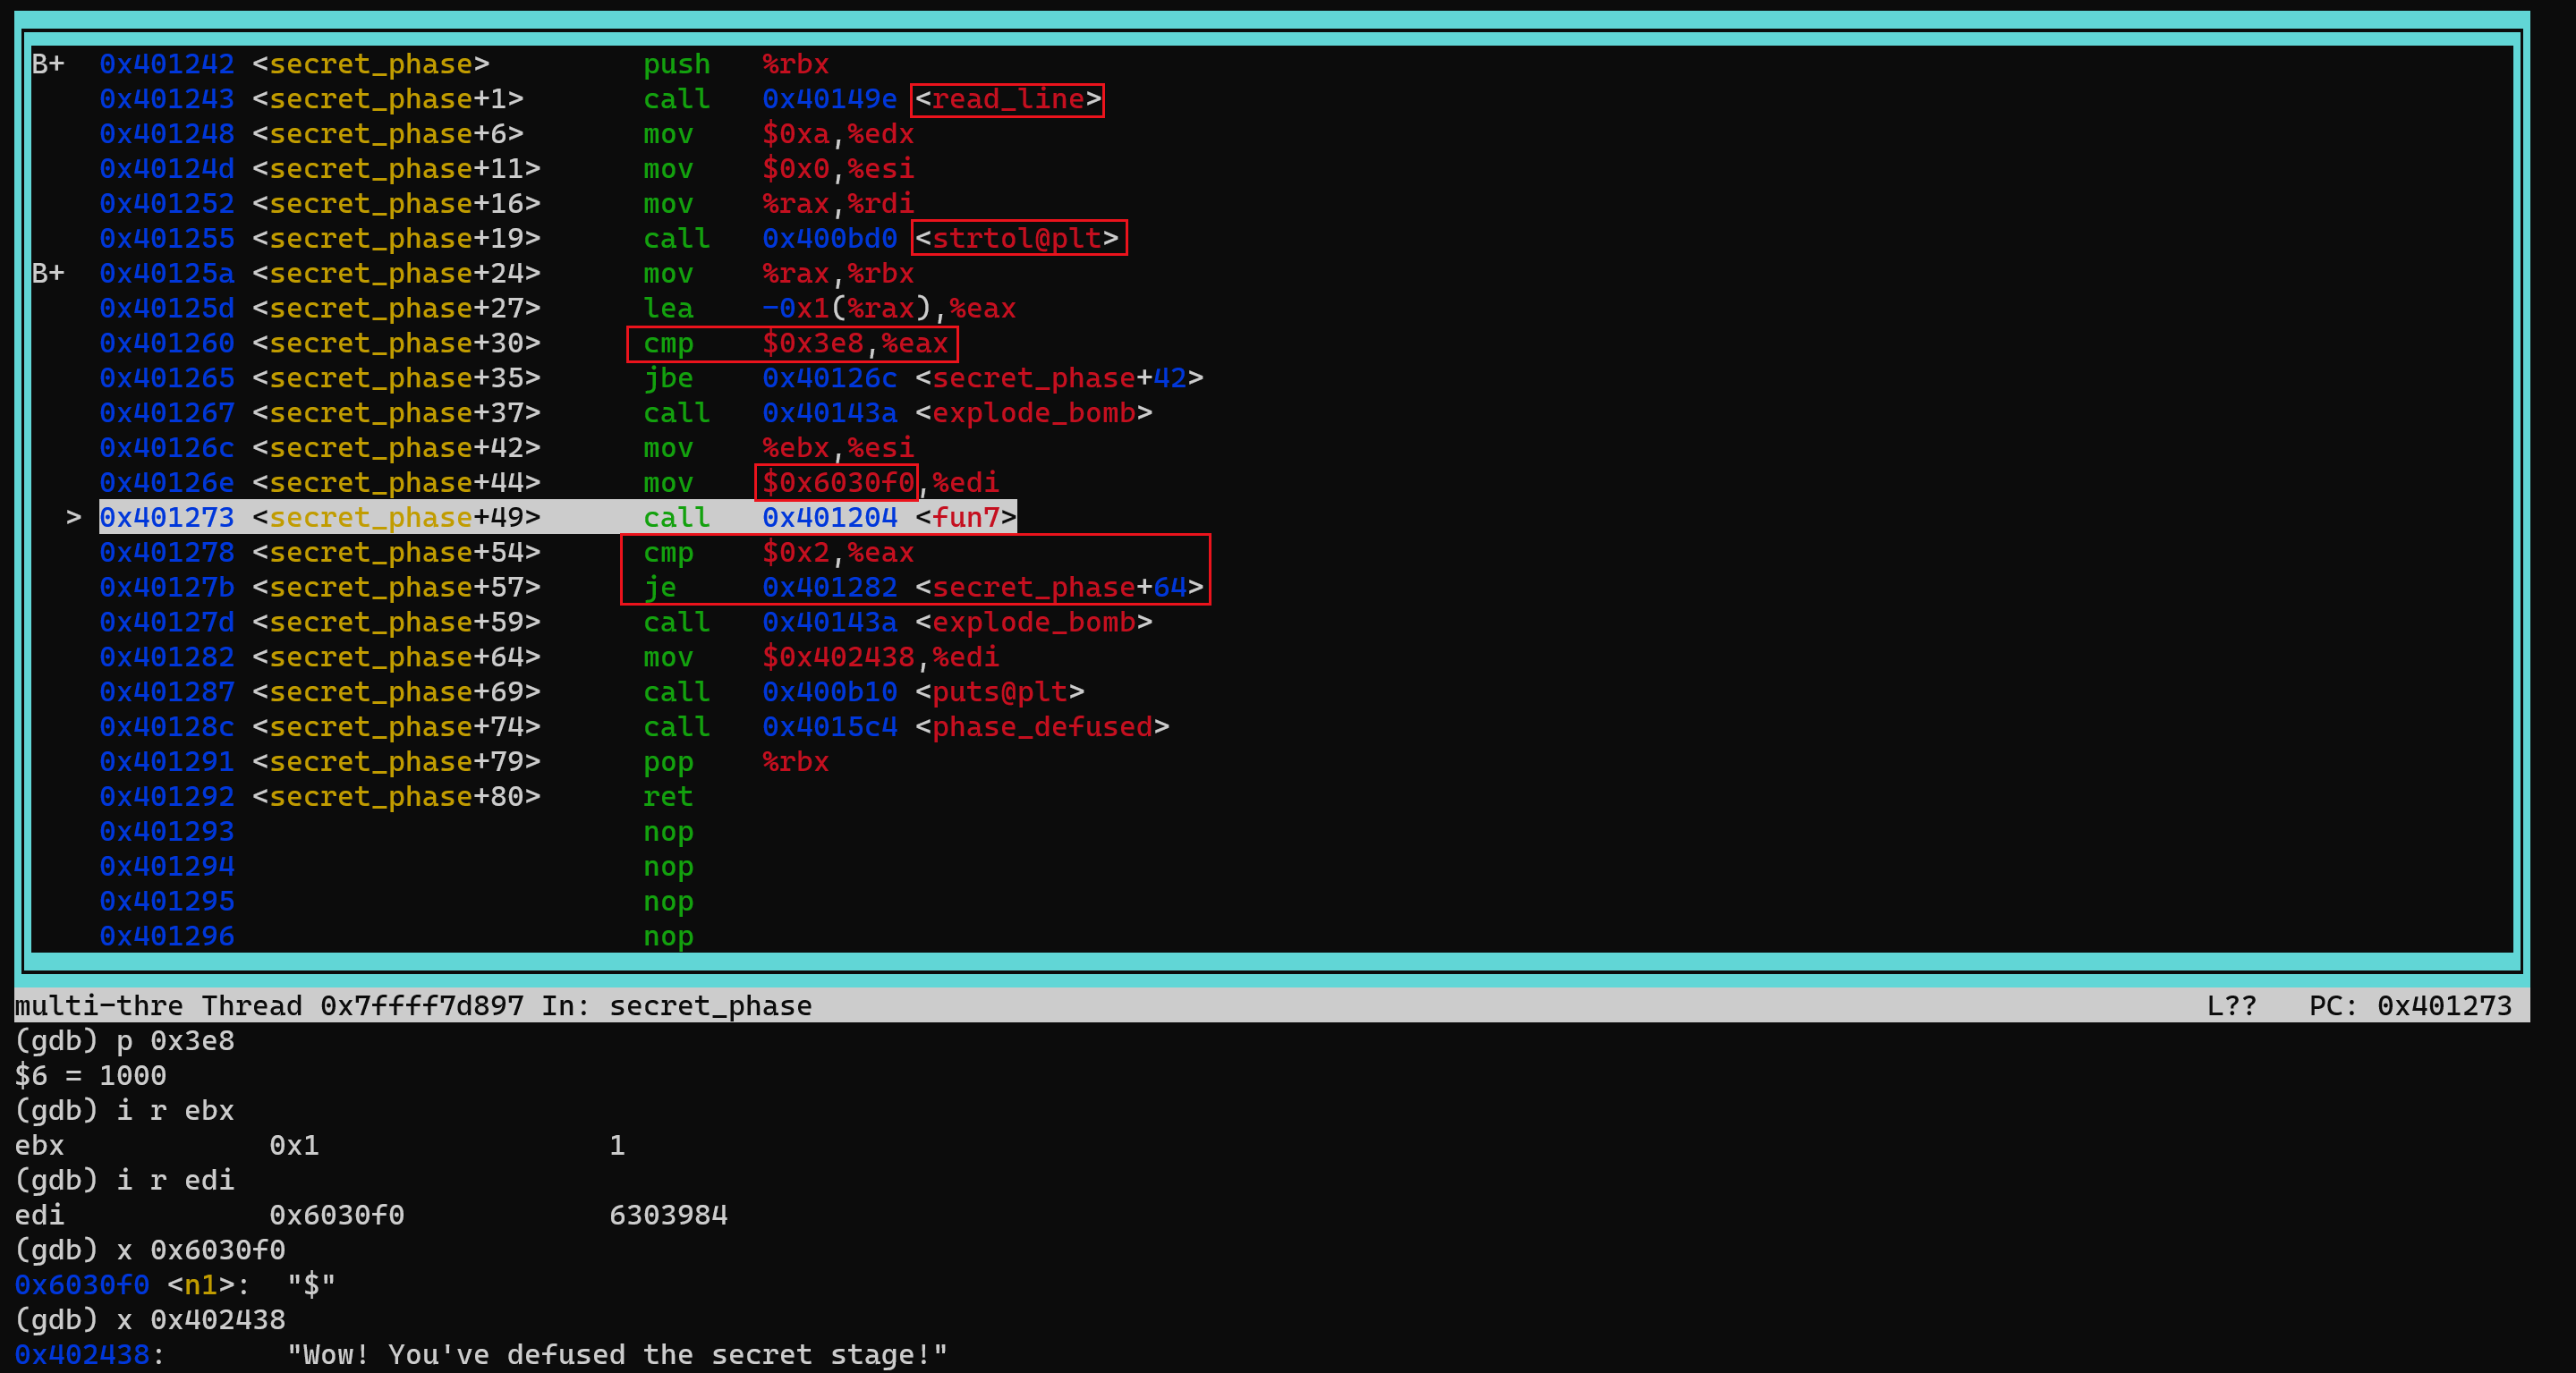 B+ 0x401242 <secret_phase> push %rbx
0x401243 <secret_phase+1> call 0x40149e <read_line>
0x401248 <secret_phase+6> mov $0xa,%edx
0x40124d <secret_phase+11> mov $0x0,%esi
0x401252 <secret_phase+16> mov %rax,%rdi
0x401255 <secret_phase+19> call 0x400bd0 <strtol@plt>
B+ 0x40125a <secret_phase+24> mov %rax,%rbx
0x40125d <secret_phase+27> lea -0x1(%rax),%eax
0x401260 <secret_phase+30> cmp $0x3e8,%eax
0x401265 <secret_phase+35> jbe 0x40126c <secret_phase+42>
0x401267 <secret_phase+37> call 0x40143a <explode_bomb>
0x40126c <secret_phase+42> mov %ebx,%esi
0x40126e <secret_phase+44> mov $0x6030f0,%edi
> 0x401273 <secret_phase+49> call 0x401204 <fun7>
0x401278 <secret_phase+54> cmp $0x2,%eax
0x40127b <secret_phase+57> je 0x401282 <secret_phase+64>
0x40127d <secret_phase+59> call 0x40143a <explode_bomb>
0x401282 <secret_phase+64> mov $0x402438,%edi
0x401287 <secret_phase+69> call 0x400b10 <puts@plt>
0x40128c <secret_phase+74> call 0x4015c4 <phase_defused>
0x401291 <secret_phase+79> pop %rbx
0x401292 <secret_phase+80> ret
0x401293 nop
0x401294 nop
0x401295 nop
0x401296 nop
multi-thre Thread 0x7ffff7d897 In: secret_phase L?? PC: 0x401273
(gdb) p 0x3e8
$6 = 1000
(gdb) i r ebx
ebx 0x1 1
(gdb) i r edi
edi 0x6030f0 6303984
(gdb) x 0x6030f0
0x6030f0 <n1>: "$"
(gdb) x 0x402438
0x402438: "Wow! You've defused the secret stage!"